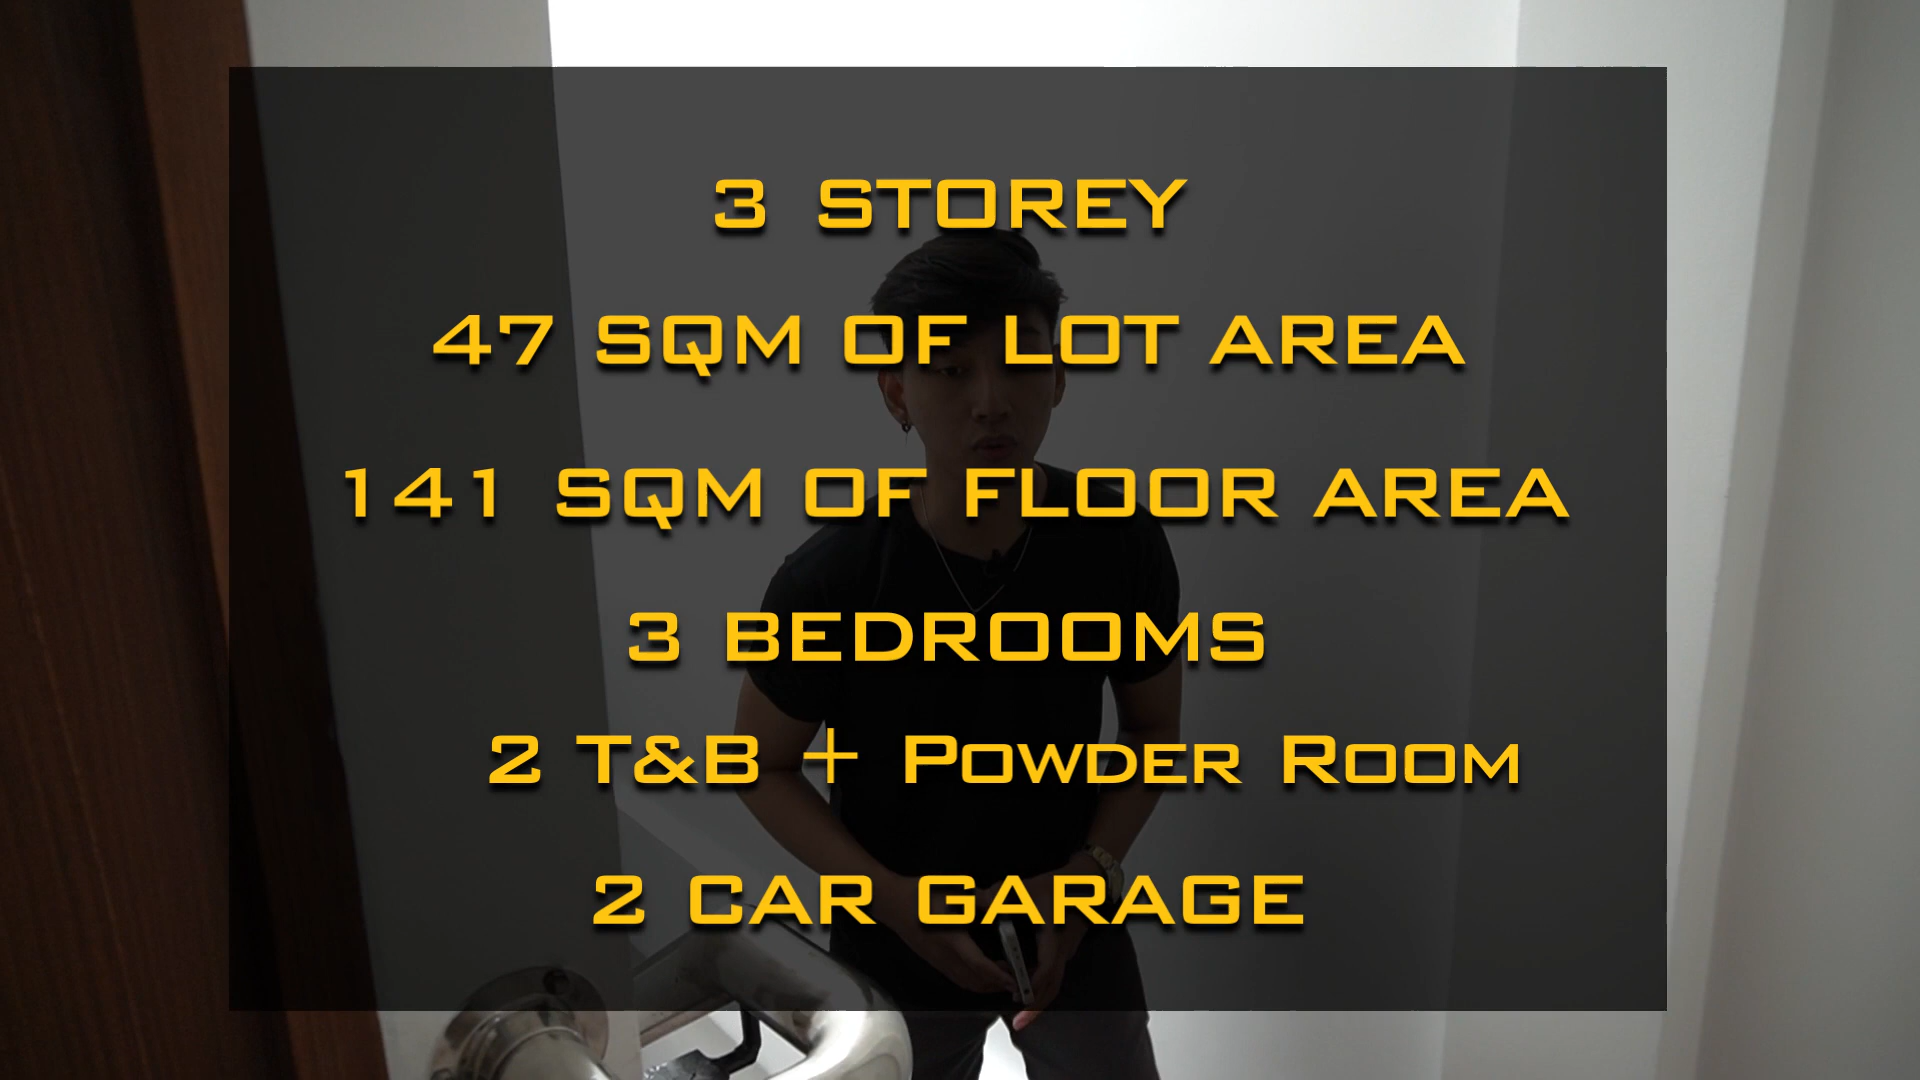 3 STOREY
47 SQM OF LOT AREA
141 SQM OF FLOOR AREA
3 BEDROOMS
2 T&B + POWDER ROOM
2 CAR GARAGE